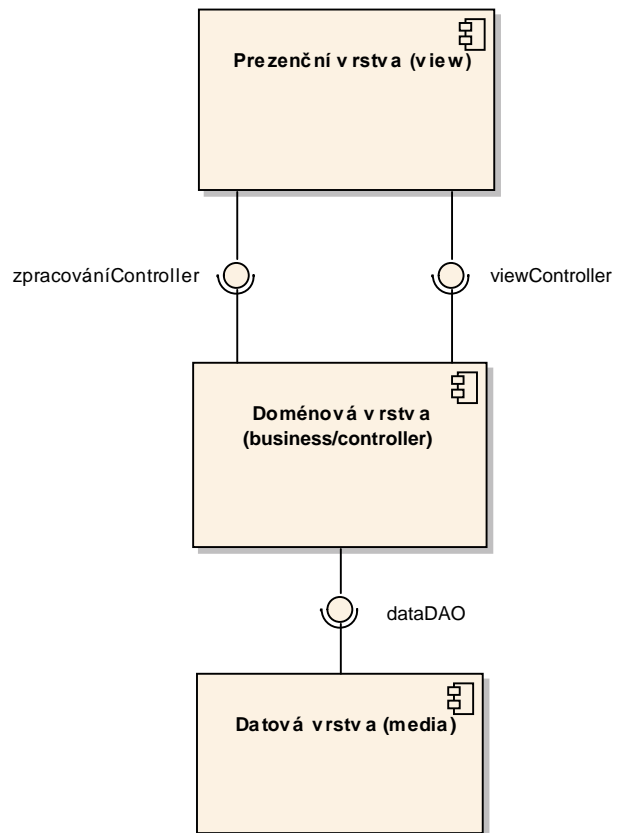 Prezenční vrstva (view)
zpracováníController
viewController
Doménová vrstva
(business/controller)
dataDAO
Datová vrstva (media)